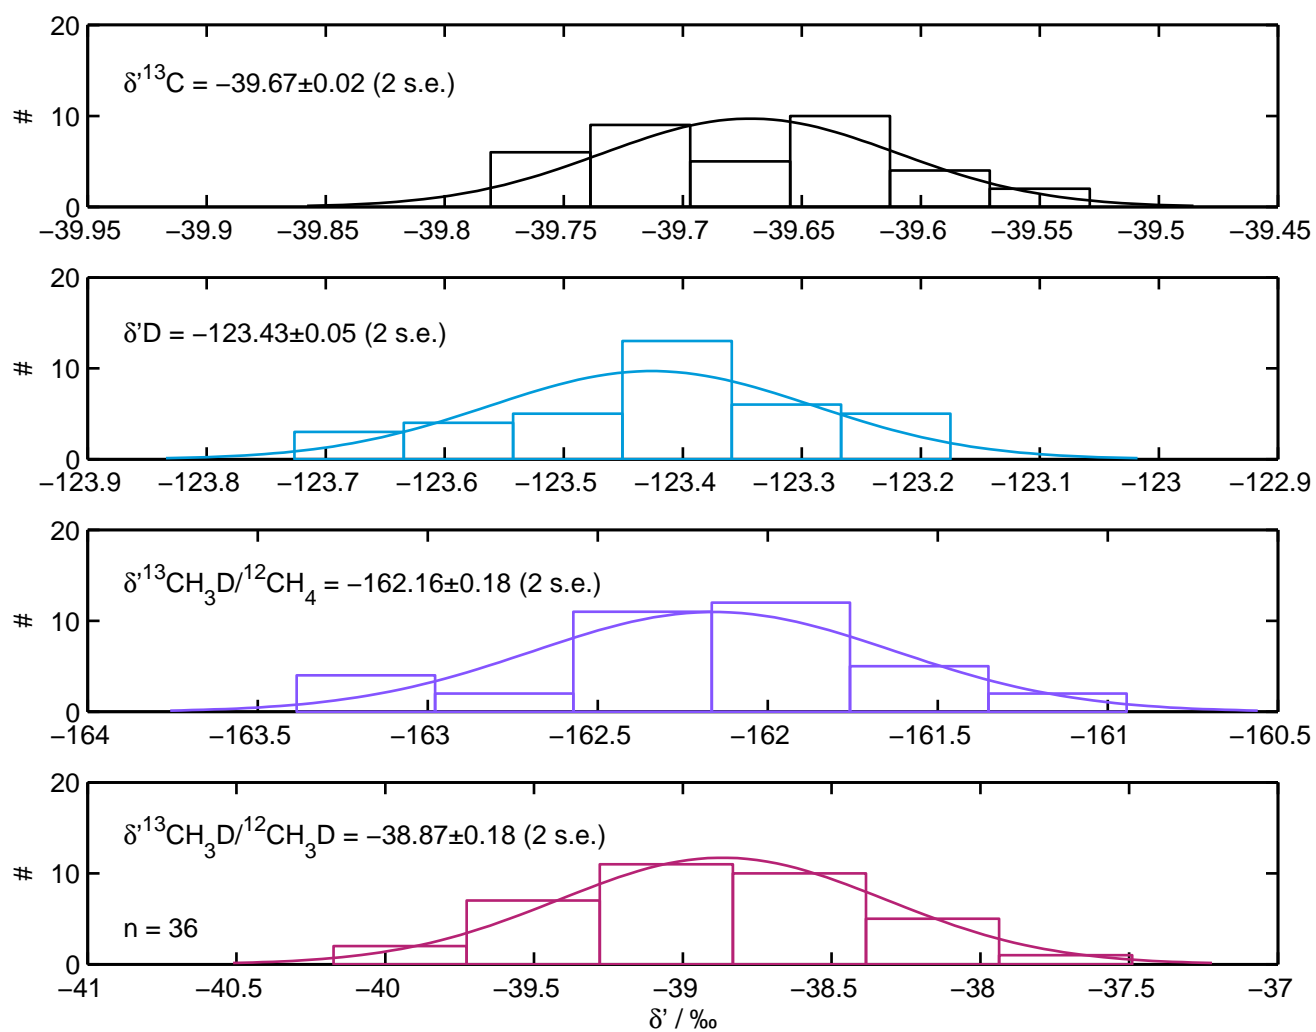 20
δ'¹³C = −39.67±0.02 (2 s.e.)
10
#
0
−39.95 −39.9 −39.85 −39.8 −39.75 −39.7 −39.65 −39.6 −39.55 −39.5 −39.45
20
δ'D = −123.43±0.05 (2 s.e.)
10
#
0
−123.9 −123.8 −123.7 −123.6 −123.5 −123.4 −123.3 −123.2 −123.1 −123 −122.9
20
δ'¹³CH₃D/¹²CH₄ = −162.16±0.18 (2 s.e.)
10
#
0
−164 −163.5 −163 −162.5 −162 −161.5 −161 −160.5
20
δ'¹³CH₃D/¹²CH₃D = −38.87±0.18 (2 s.e.)
10
#
n = 36
0
−41 −40.5 −40 −39.5 −39 −38.5 −38 −37.5 −37
δ' / ‰